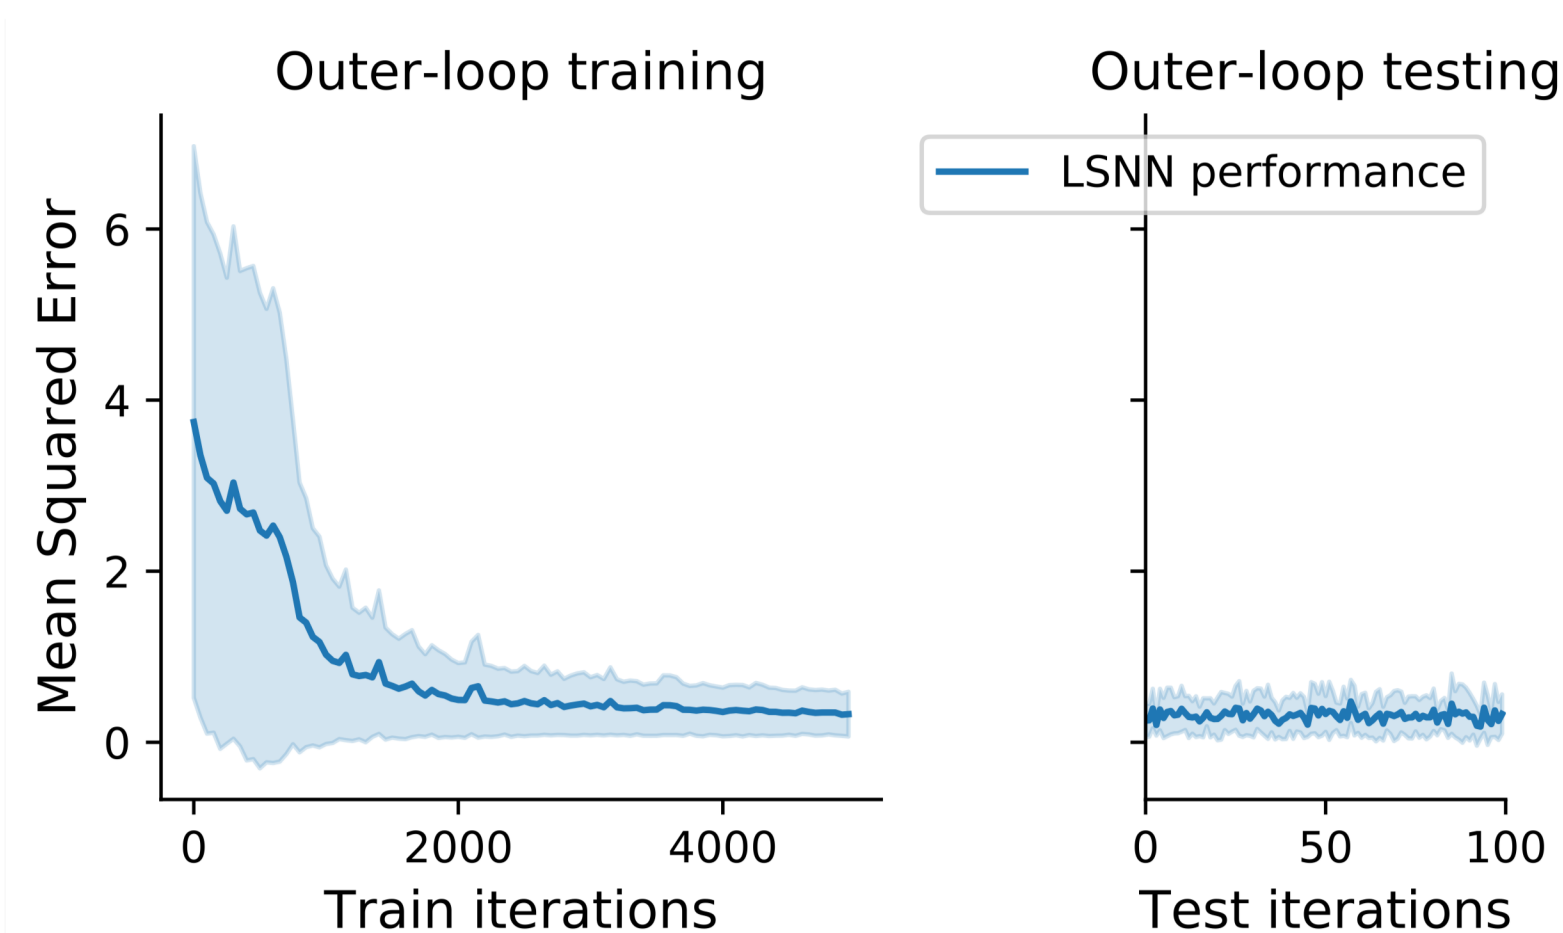 Outer-loop training
Outer-loop testing
LSNN performance
Mean Squared Error
6
4
2
0
0 2000 4000
Train iterations
0 50 100
Test iterations